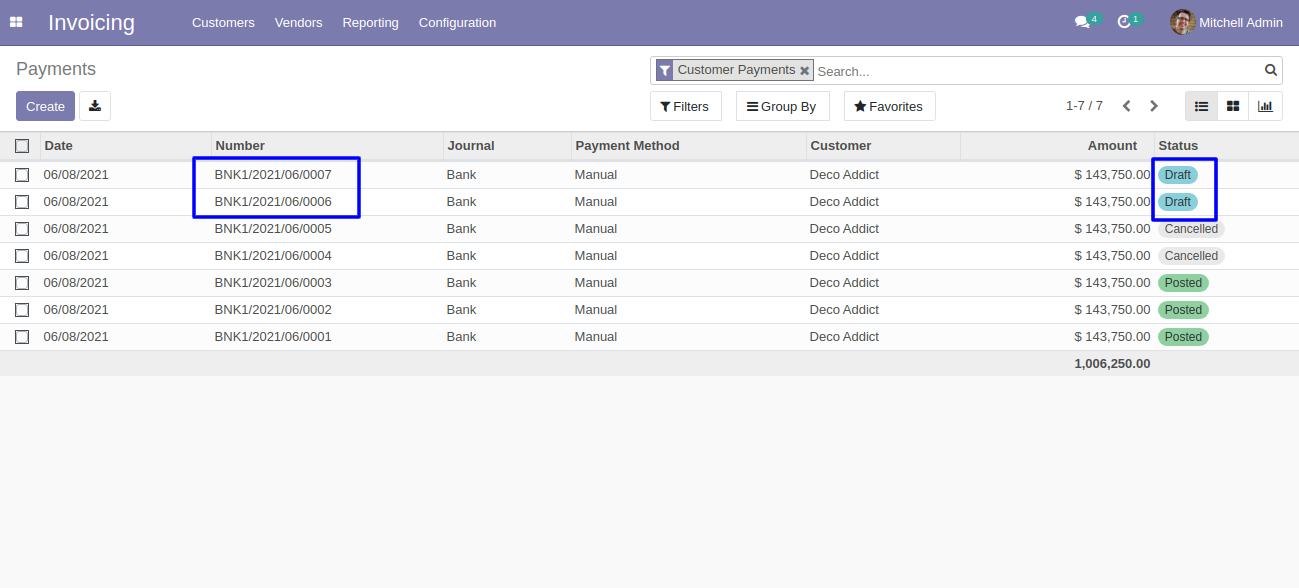 Invoicing Customers Vendors Reporting Configuration 4 1 Mitchell Admin
Payments
Customer Payments Search...
Create Filters Group By Favorites 1-7 / 7
Date Number Journal Payment Method Customer Amount Status
06/08/2021 BNK1/2021/06/0007 Bank Manual Deco Addict $ 143,750.00 Draft
06/08/2021 BNK1/2021/06/0006 Bank Manual Deco Addict $ 143,750.00 Draft
06/08/2021 BNK1/2021/06/0005 Bank Manual Deco Addict $ 143,750.00 Cancelled
06/08/2021 BNK1/2021/06/0004 Bank Manual Deco Addict $ 143,750.00 Cancelled
06/08/2021 BNK1/2021/06/0003 Bank Manual Deco Addict $ 143,750.00 Posted
06/08/2021 BNK1/2021/06/0002 Bank Manual Deco Addict $ 143,750.00 Posted
06/08/2021 BNK1/2021/06/0001 Bank Manual Deco Addict $ 143,750.00 Posted
1,006,250.00